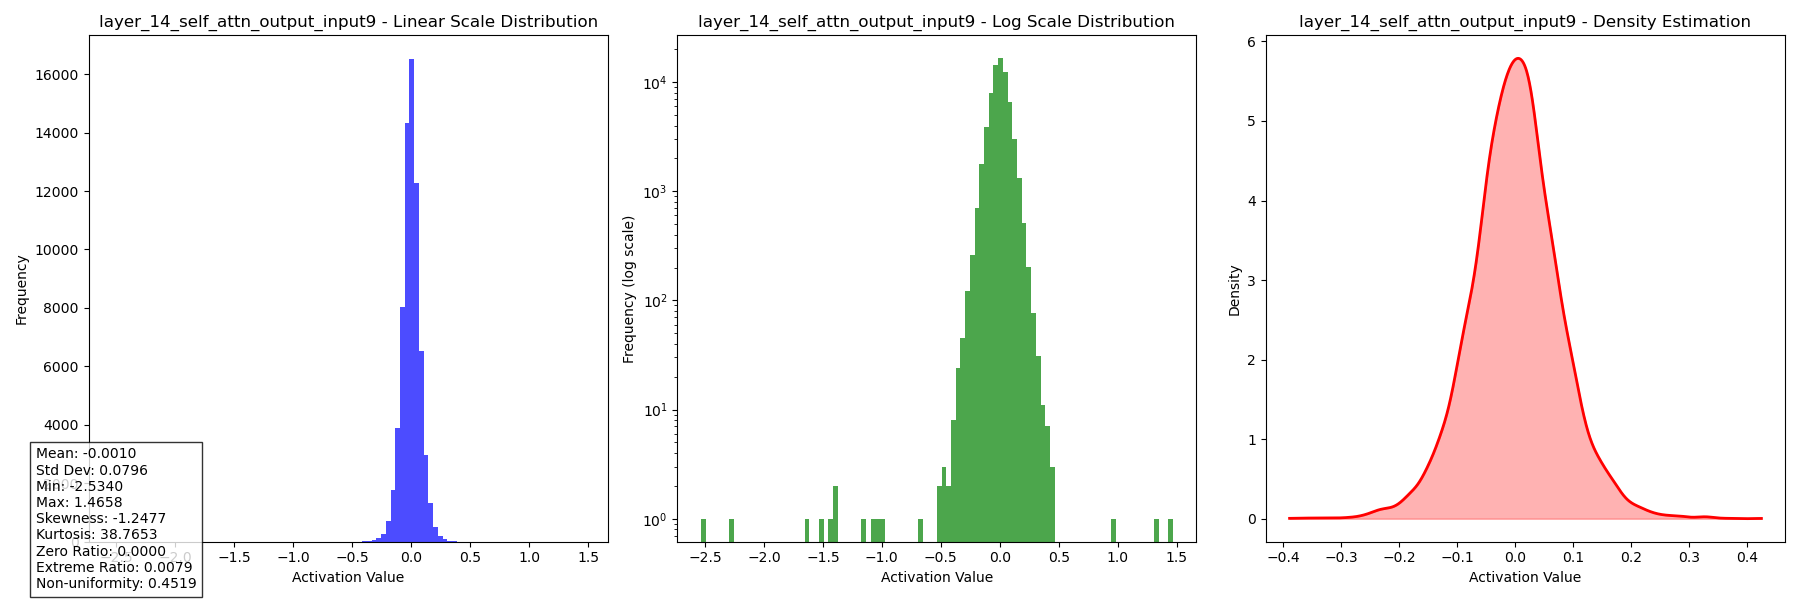 layer_14_self_attn_output_input9 - Linear Scale Distribution
16000
14000
12000
10000
8000
6000
4000
Frequency
−1.5
−1.0
−0.5
0.0
0.5
1.0
1.5
Activation Value
Mean: -0.0010
Std Dev: 0.0796
Min: -2.5340
Max: 1.4658
Skewness: -1.2477
Kurtosis: 38.7653
Zero Ratio: 0.0000
Extreme Ratio: 0.0079
Non-uniformity: 0.4519
layer_14_self_attn_output_input9 - Log Scale Distribution
10⁴
10³
10²
10¹
10⁰
Frequency (log scale)
−2.5
−2.0
−1.5
−1.0
−0.5
0.0
0.5
1.0
1.5
Activation Value
layer_14_self_attn_output_input9 - Density Estimation
6
5
4
3
2
1
0
Density
−0.4
−0.3
−0.2
−0.1
0.0
0.1
0.2
0.3
0.4
Activation Value